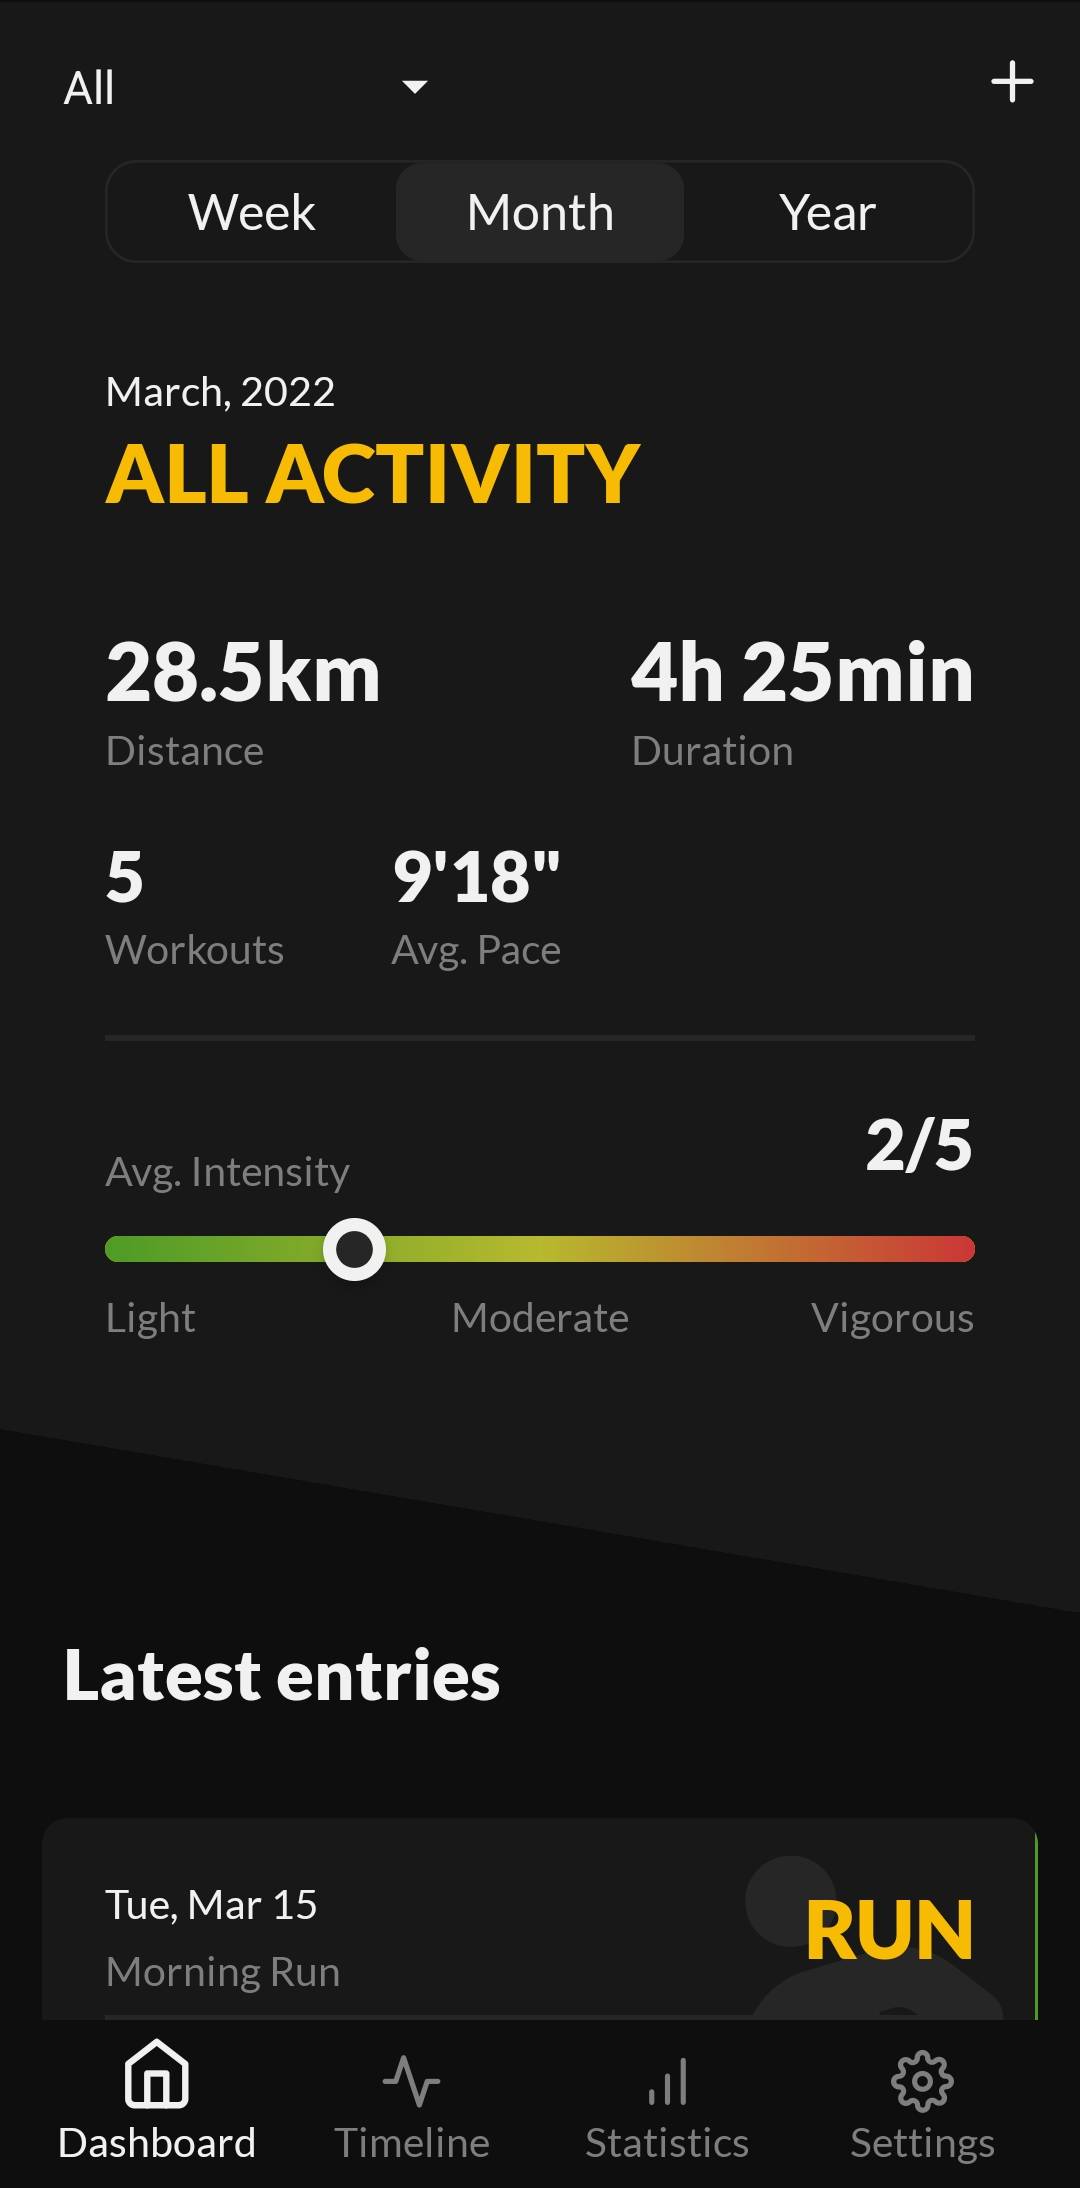 All
Week Month Year
March, 2022
ALL ACTIVITY
28.5km 4h 25min
Distance Duration
5 9'18"
Workouts Avg. Pace
2/5
Avg. Intensity
Light Moderate Vigorous
Latest entries
Tue, Mar 15
RUN
Morning Run
Dashboard Timeline Statistics Settings